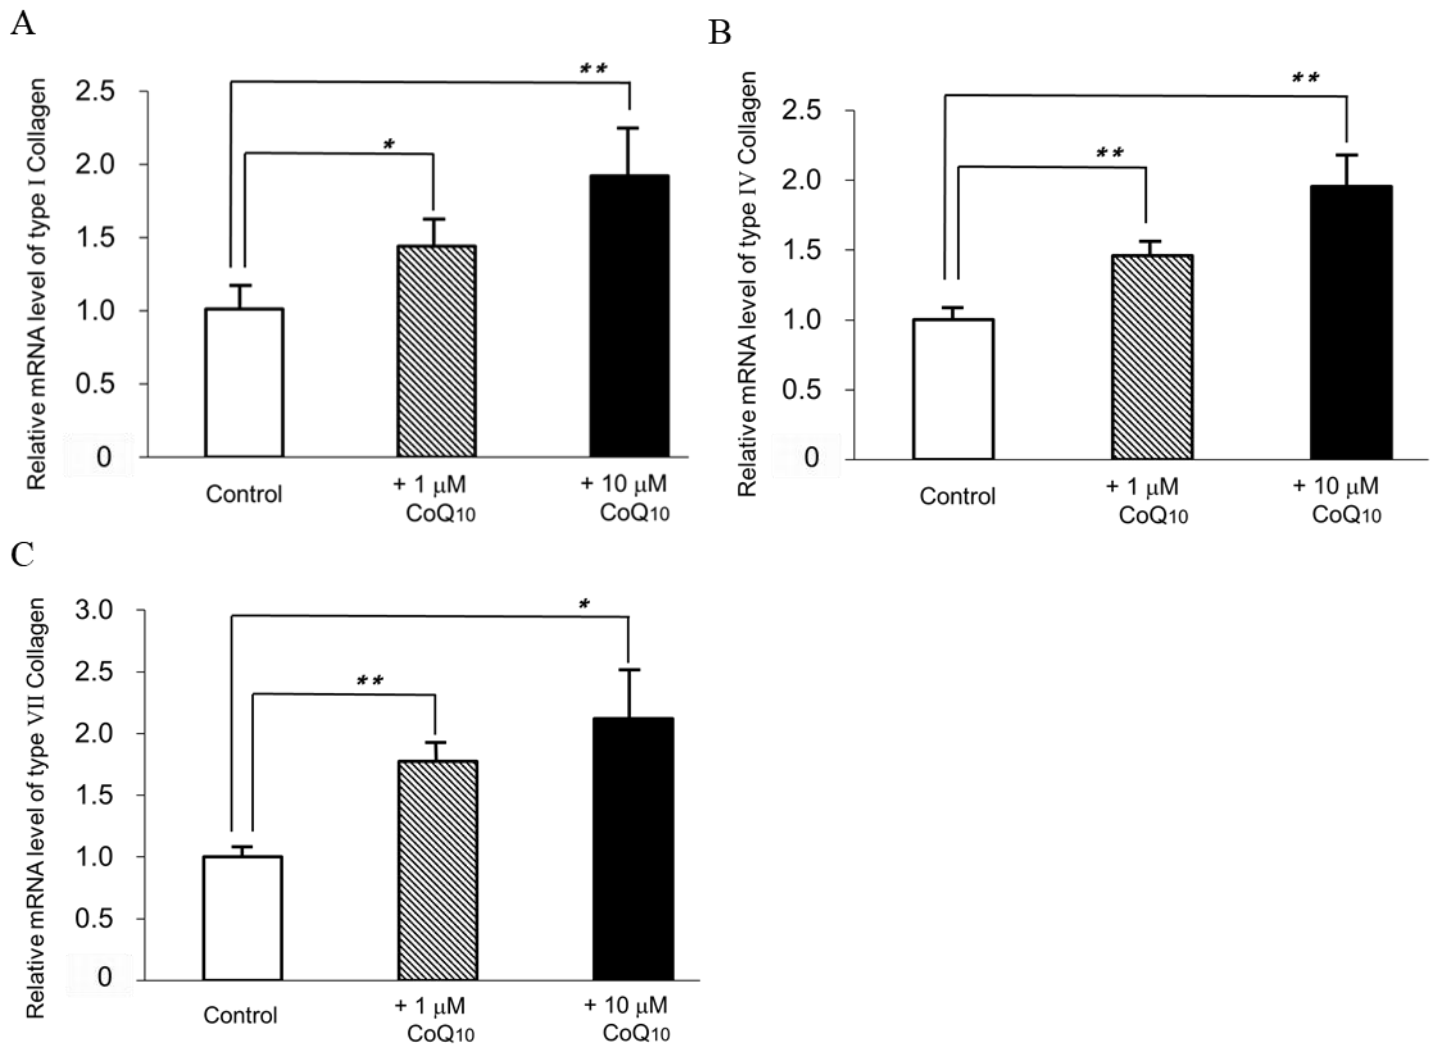 A
Relative mRNA level of type I Collagen
2.5
2.0
1.5
1.0
0.5
0
**
*
Control
+ 1 μM
CoQ10
+ 10 μM
CoQ10
B
Relative mRNA level of type IV Collagen
2.5
2.0
1.5
1.0
0.5
0
**
**
Control
+ 1 μM
CoQ10
+ 10 μM
CoQ10
C
Relative mRNA level of type VII Collagen
3.0
2.5
2.0
1.5
1.0
0.5
0
*
**
Control
+ 1 μM
CoQ10
+ 10 μM
CoQ10